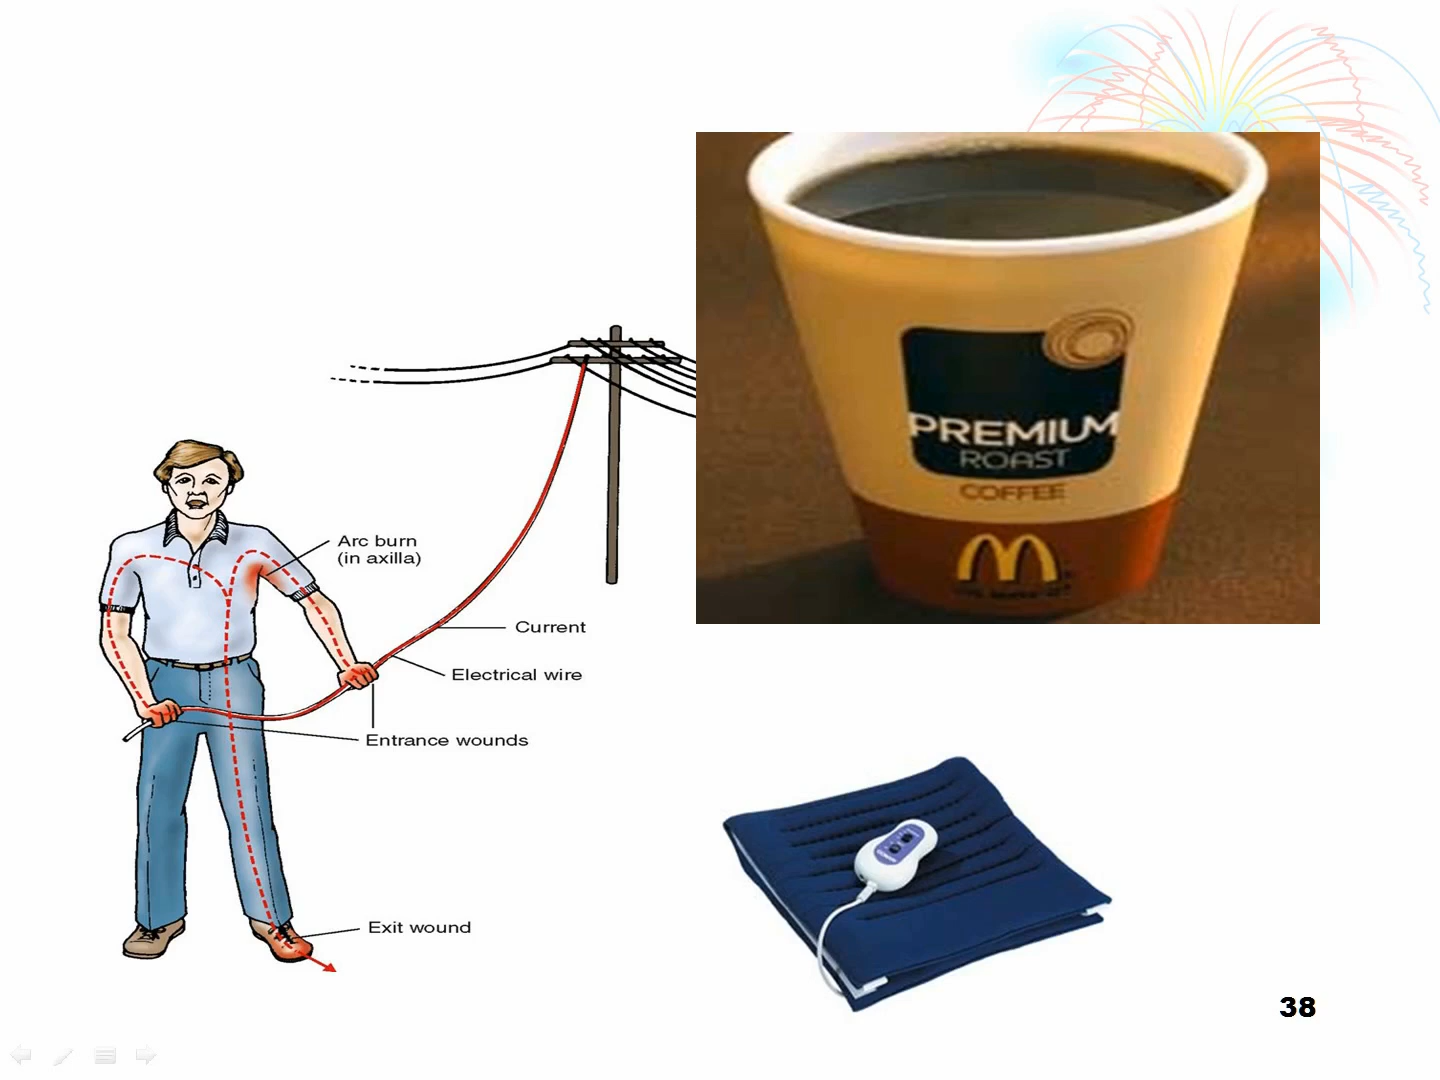 PREMIUM
ROAST
COFFEE
Arc burn
(in axilla)
Current
Electrical wire
Entrance wounds
Exit wound
38